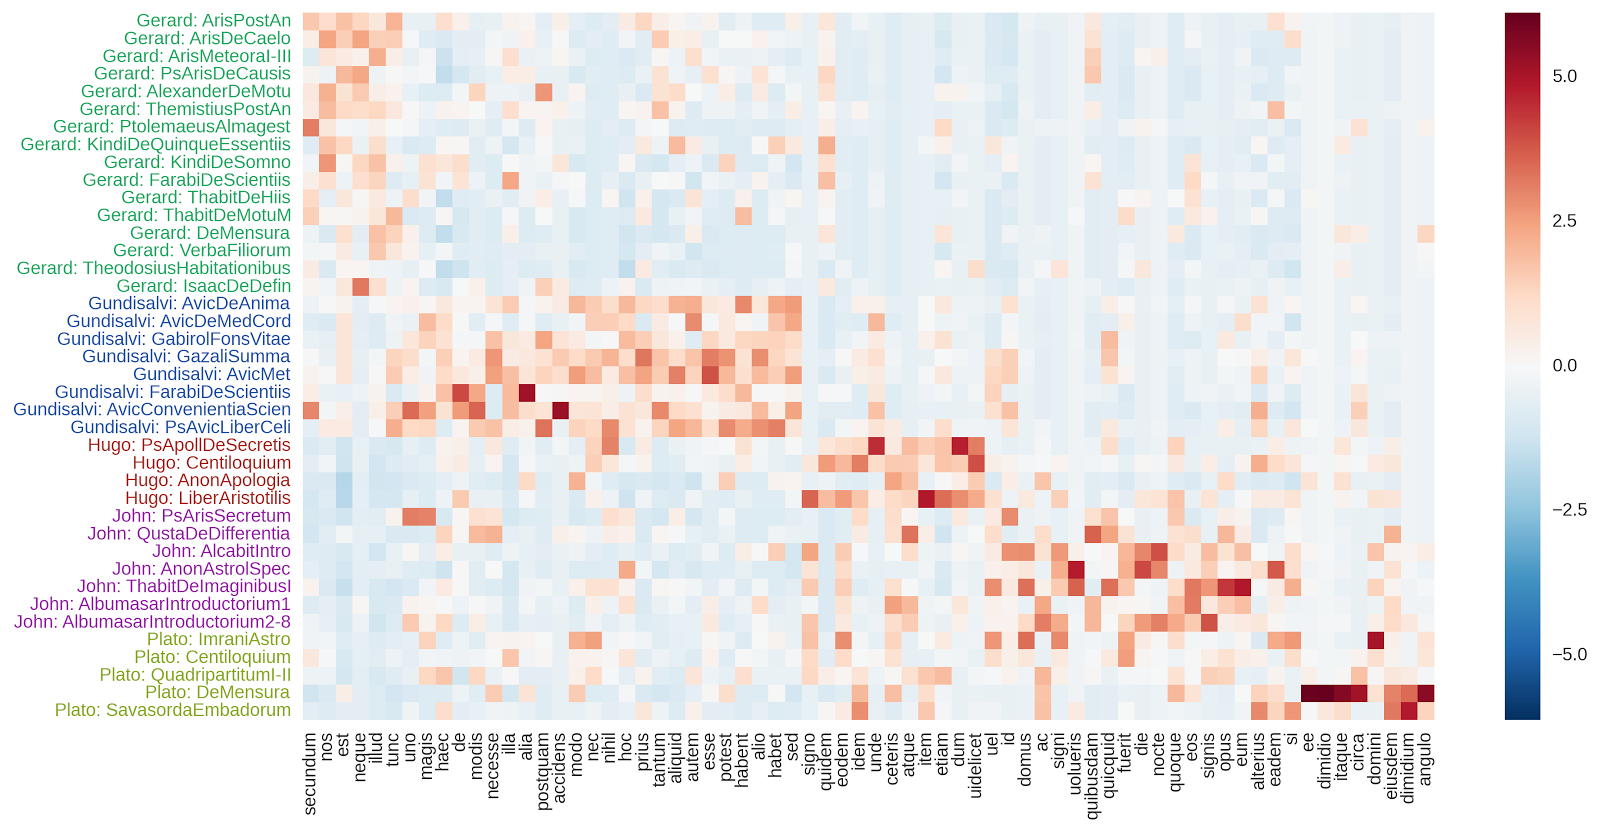 Gerard: ArisPostAn
Gerard: ArisDeCaelo
Gerard: ArisMeteoraI-III
Gerard: PsArisDeCausis
Gerard: AlexanderDeMotu
Gerard: ThemistiusPostAn
Gerard: PtolemaeusAlmagest
Gerard: KindiDeQuinqueEssentiis
Gerard: KindiDeSomno
Gerard: FarabiDeScientiis
Gerard: ThabitDeHiis
Gerard: ThabitDeMotuM
Gerard: DeMensura
Gerard: VerbaFiliorum
Gerard: TheodosiusHabitationibus
Gerard: IsaacDeDefin
Gundisalvi: AvicDeAnima
Gundisalvi: AvicDeMedCord
Gundisalvi: GabirolFonsVitae
Gundisalvi: GazaliSumma
Gundisalvi: AvicMet
Gundisalvi: FarabiDeScientiis
Gundisalvi: AvicConvenientiaScien
Gundisalvi: PsAvicLiberCeli
Hugo: PsApollDeSecretis
Hugo: Centiloquium
Hugo: AnonApologia
Hugo: LiberAristotilis
John: PsArisSecretum
John: QustaDeDifferentia
John: AlcabitIntro
John: AnonAstrolSpec
John: ThabitDeImaginibusI
John: AlbumasarIntroductorium1
John: AlbumasarIntroductorium2-8
Plato: ImraniAstro
Plato: Centiloquium
Plato: QuadripartitumI-II
Plato: DeMensura
Plato: SavasordaEmbadorum
secundum
nos
est
neque
illud
tunc
uno
magis
haec
de
modis
necesse
illa
alia
postquam
accidens
modo
nec
nihil
hoc
prius
tantum
aliquid
autem
esse
potest
habent
alio
habet
sed
signo
quidem
eodem
idem
unde
ceteris
atque
item
etiam
dum
uidelicet
uel
id
domus
ac
signi
uolueris
quibusdam
quicquid
fuerit
die
nocte
quoque
eos
signis
opus
eum
alterius
eadem
si
ee
dimidio
itaque
circa
domini
eiusdem
dimidium
angulo
5.0
2.5
0.0
−2.5
−5.0